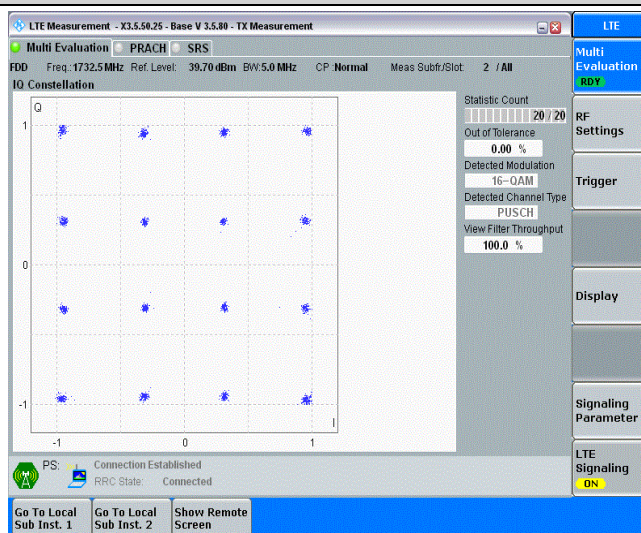 LTE Measurement - X3.5.50.25 - Base V 3.5.80 - TX Measurement
LTE
Multi Evaluation PRACH SRS
Multi Evaluation
RDY
FDD Freq.:1732.5 MHz Ref. Level: 39.70 dBm BW:5.0 MHz CP :Normal Meas Subfr./Slot: 2 / All
IQ Constellation
Q
1
0
-1
I
-1 0 1
Statistic Count
20 / 20
Out of Tolerance
0.00 %
Detected Modulation
16-QAM
Detected Channel Type
PUSCH
View Filter Throughput
100.0 %
RF Settings
Trigger
Display
Signaling Parameter
LTE Signaling
ON
PS: Connection Established
RRC State: Connected
Go To Local Sub Inst. 1
Go To Local Sub Inst. 2
Show Remote Screen